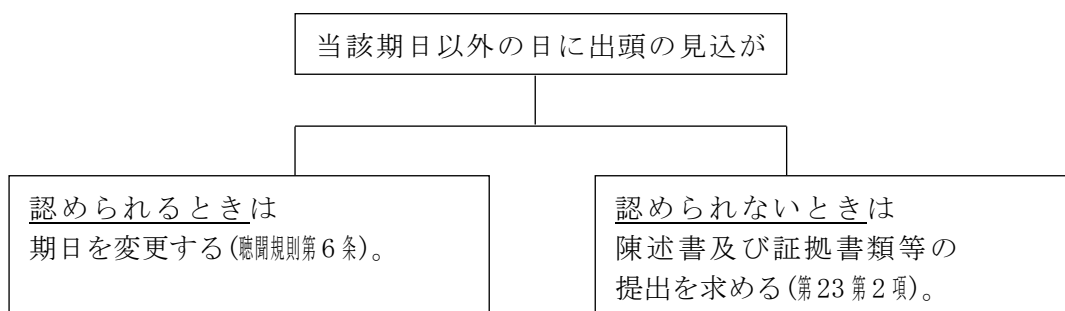 当該期日以外の日に出頭の見込が
認められるときは
期日を変更する(聴聞規則第6条)。
認められないときは
陳述書及び証拠書類等の
提出を求める(第23第2項)。